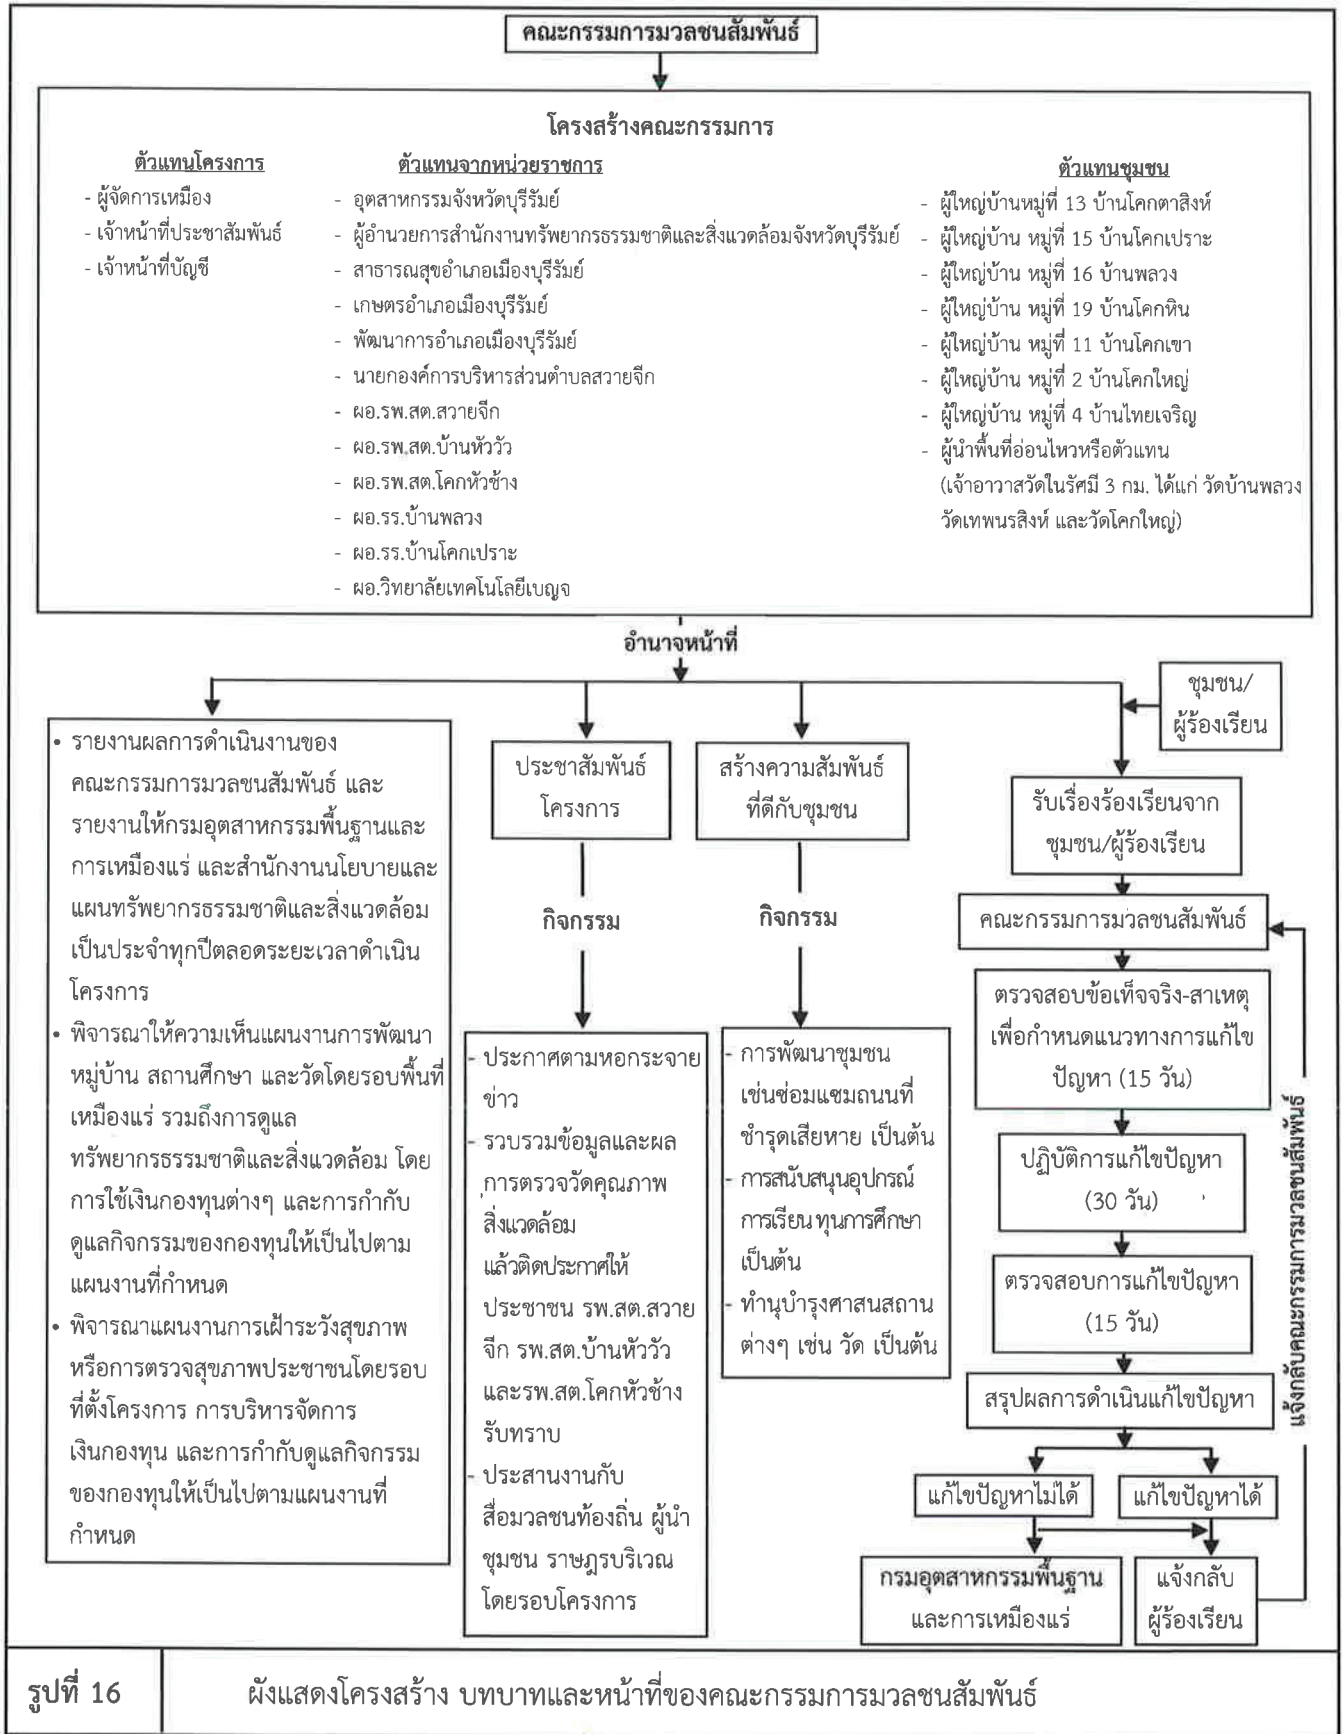 คณะกรรมการมวลชนสัมพันธ์
โครงสร้างคณะกรรมการ
ตัวแทนโครงการ
- ผู้จัดการเหมือง
- เจ้าหน้าที่ประชาสัมพันธ์
- เจ้าหน้าที่บัญชี
ตัวแทนจากหน่วยราชการ
- อุตสาหกรรมจังหวัดบุรีรัมย์
- ผู้อำนวยการสำนักงานทรัพยากรธรรมชาติและสิ่งแวดล้อมจังหวัดบุรีรัมย์
- สาธารณสุขอำเภอเมืองบุรีรัมย์
- เกษตรอำเภอเมืองบุรีรัมย์
- พัฒนาการอำเภอเมืองบุรีรัมย์
- นายกองค์การบริหารส่วนตำบลสวายจีก
- ผอ.รพ.สต.สวายจีก
- ผอ.รพ.สต.บ้านหัววัว
- ผอ.รพ.สต.โคกหัวช้าง
- ผอ.รร.บ้านพลวง
- ผอ.รร.บ้านโคกเปราะ
- ผอ.วิทยาลัยเทคโนโลยีเบญจ
ตัวแทนชุมชน
- ผู้ใหญ่บ้านหมู่ที่ 13 บ้านโคกตาสิงห์
- ผู้ใหญ่บ้าน หมู่ที่ 15 บ้านโคกเปราะ
- ผู้ใหญ่บ้าน หมู่ที่ 16 บ้านพลวง
- ผู้ใหญ่บ้าน หมู่ที่ 19 บ้านโคกหิน
- ผู้ใหญ่บ้าน หมู่ที่ 11 บ้านโคกเขา
- ผู้ใหญ่บ้าน หมู่ที่ 2 บ้านโคกใหญ่
- ผู้ใหญ่บ้าน หมู่ที่ 4 บ้านไทยเจริญ
- ผู้นำพื้นที่อ่อนไหวหรือตัวแทน
(เจ้าอาวาสวัดในรัศมี 3 กม. ได้แก่ วัดบ้านพลวง
วัดเทพนรสิงห์ และวัดโคกใหญ่)
อำนาจหน้าที่
• รายงานผลการดำเนินงานของ
คณะกรรมการมวลชนสัมพันธ์ และ
รายงานให้กรมอุตสาหกรรมพื้นฐานและ
การเหมืองแร่ และสำนักงานนโยบายและ
แผนทรัพยากรธรรมชาติและสิ่งแวดล้อม
เป็นประจำทุกปีตลอดระยะเวลาดำเนิน
โครงการ
• พิจารณาให้ความเห็นแผนงานการพัฒนา
หมู่บ้าน สถานศึกษา และวัดโดยรอบพื้นที่
เหมืองแร่ รวมถึงการดูแล
ทรัพยากรธรรมชาติและสิ่งแวดล้อม โดย
การใช้เงินกองทุนต่างๆ และการกำกับ
ดูแลกิจกรรมของกองทุนให้เป็นไปตาม
แผนงานที่กำหนด
• พิจารณาแผนงานการเฝ้าระวังสุขภาพ
หรือการตรวจสุขภาพประชาชนโดยรอบ
ที่ตั้งโครงการ การบริหารจัดการ
เงินกองทุน และการกำกับดูแลกิจกรรม
ของกองทุนให้เป็นไปตามแผนงานที่
กำหนด
ประชาสัมพันธ์
โครงการ
กิจกรรม
- ประกาศตามหอกระจาย
ข่าว
- รวบรวมข้อมูลและผล
การตรวจวัดคุณภาพ
สิ่งแวดล้อม
แล้วติดประกาศให้
ประชาชน รพ.สต.สวาย
จีก รพ.สต.บ้านหัววัว
และรพ.สต.โคกหัวช้าง
รับทราบ
- ประสานงานกับ
สื่อมวลชนท้องถิ่น ผู้นำ
ชุมชน ราษฎรบริเวณ
โดยรอบโครงการ
สร้างความสัมพันธ์
ที่ดีกับชุมชน
กิจกรรม
- การพัฒนาชุมชน
เช่นซ่อมแซมถนนที่
ชำรุดเสียหาย เป็นต้น
- การสนับสนุนอุปกรณ์
การเรียน ทุนการศึกษา
เป็นต้น
- ทำนุบำรุงศาสนสถาน
ต่างๆ เช่น วัด เป็นต้น
ชุมชน/
ผู้ร้องเรียน
รับเรื่องร้องเรียนจาก
ชุมชน/ผู้ร้องเรียน
คณะกรรมการมวลชนสัมพันธ์
ตรวจสอบข้อเท็จจริง-สาเหตุ
เพื่อกำหนดแนวทางการแก้ไข
ปัญหา (15 วัน)
ปฏิบัติการแก้ไขปัญหา
(30 วัน)
ตรวจสอบการแก้ไขปัญหา
(15 วัน)
สรุปผลการดำเนินแก้ไขปัญหา
แก้ไขปัญหาไม่ได้
แก้ไขปัญหาได้
กรมอุตสาหกรรมพื้นฐาน
และการเหมืองแร่
แจ้งกลับ
ผู้ร้องเรียน
แจ้งกลับคณะกรรมการมวลชนสัมพันธ์
รูปที่ 16
ผังแสดงโครงสร้าง บทบาทและหน้าที่ของคณะกรรมการมวลชนสัมพันธ์